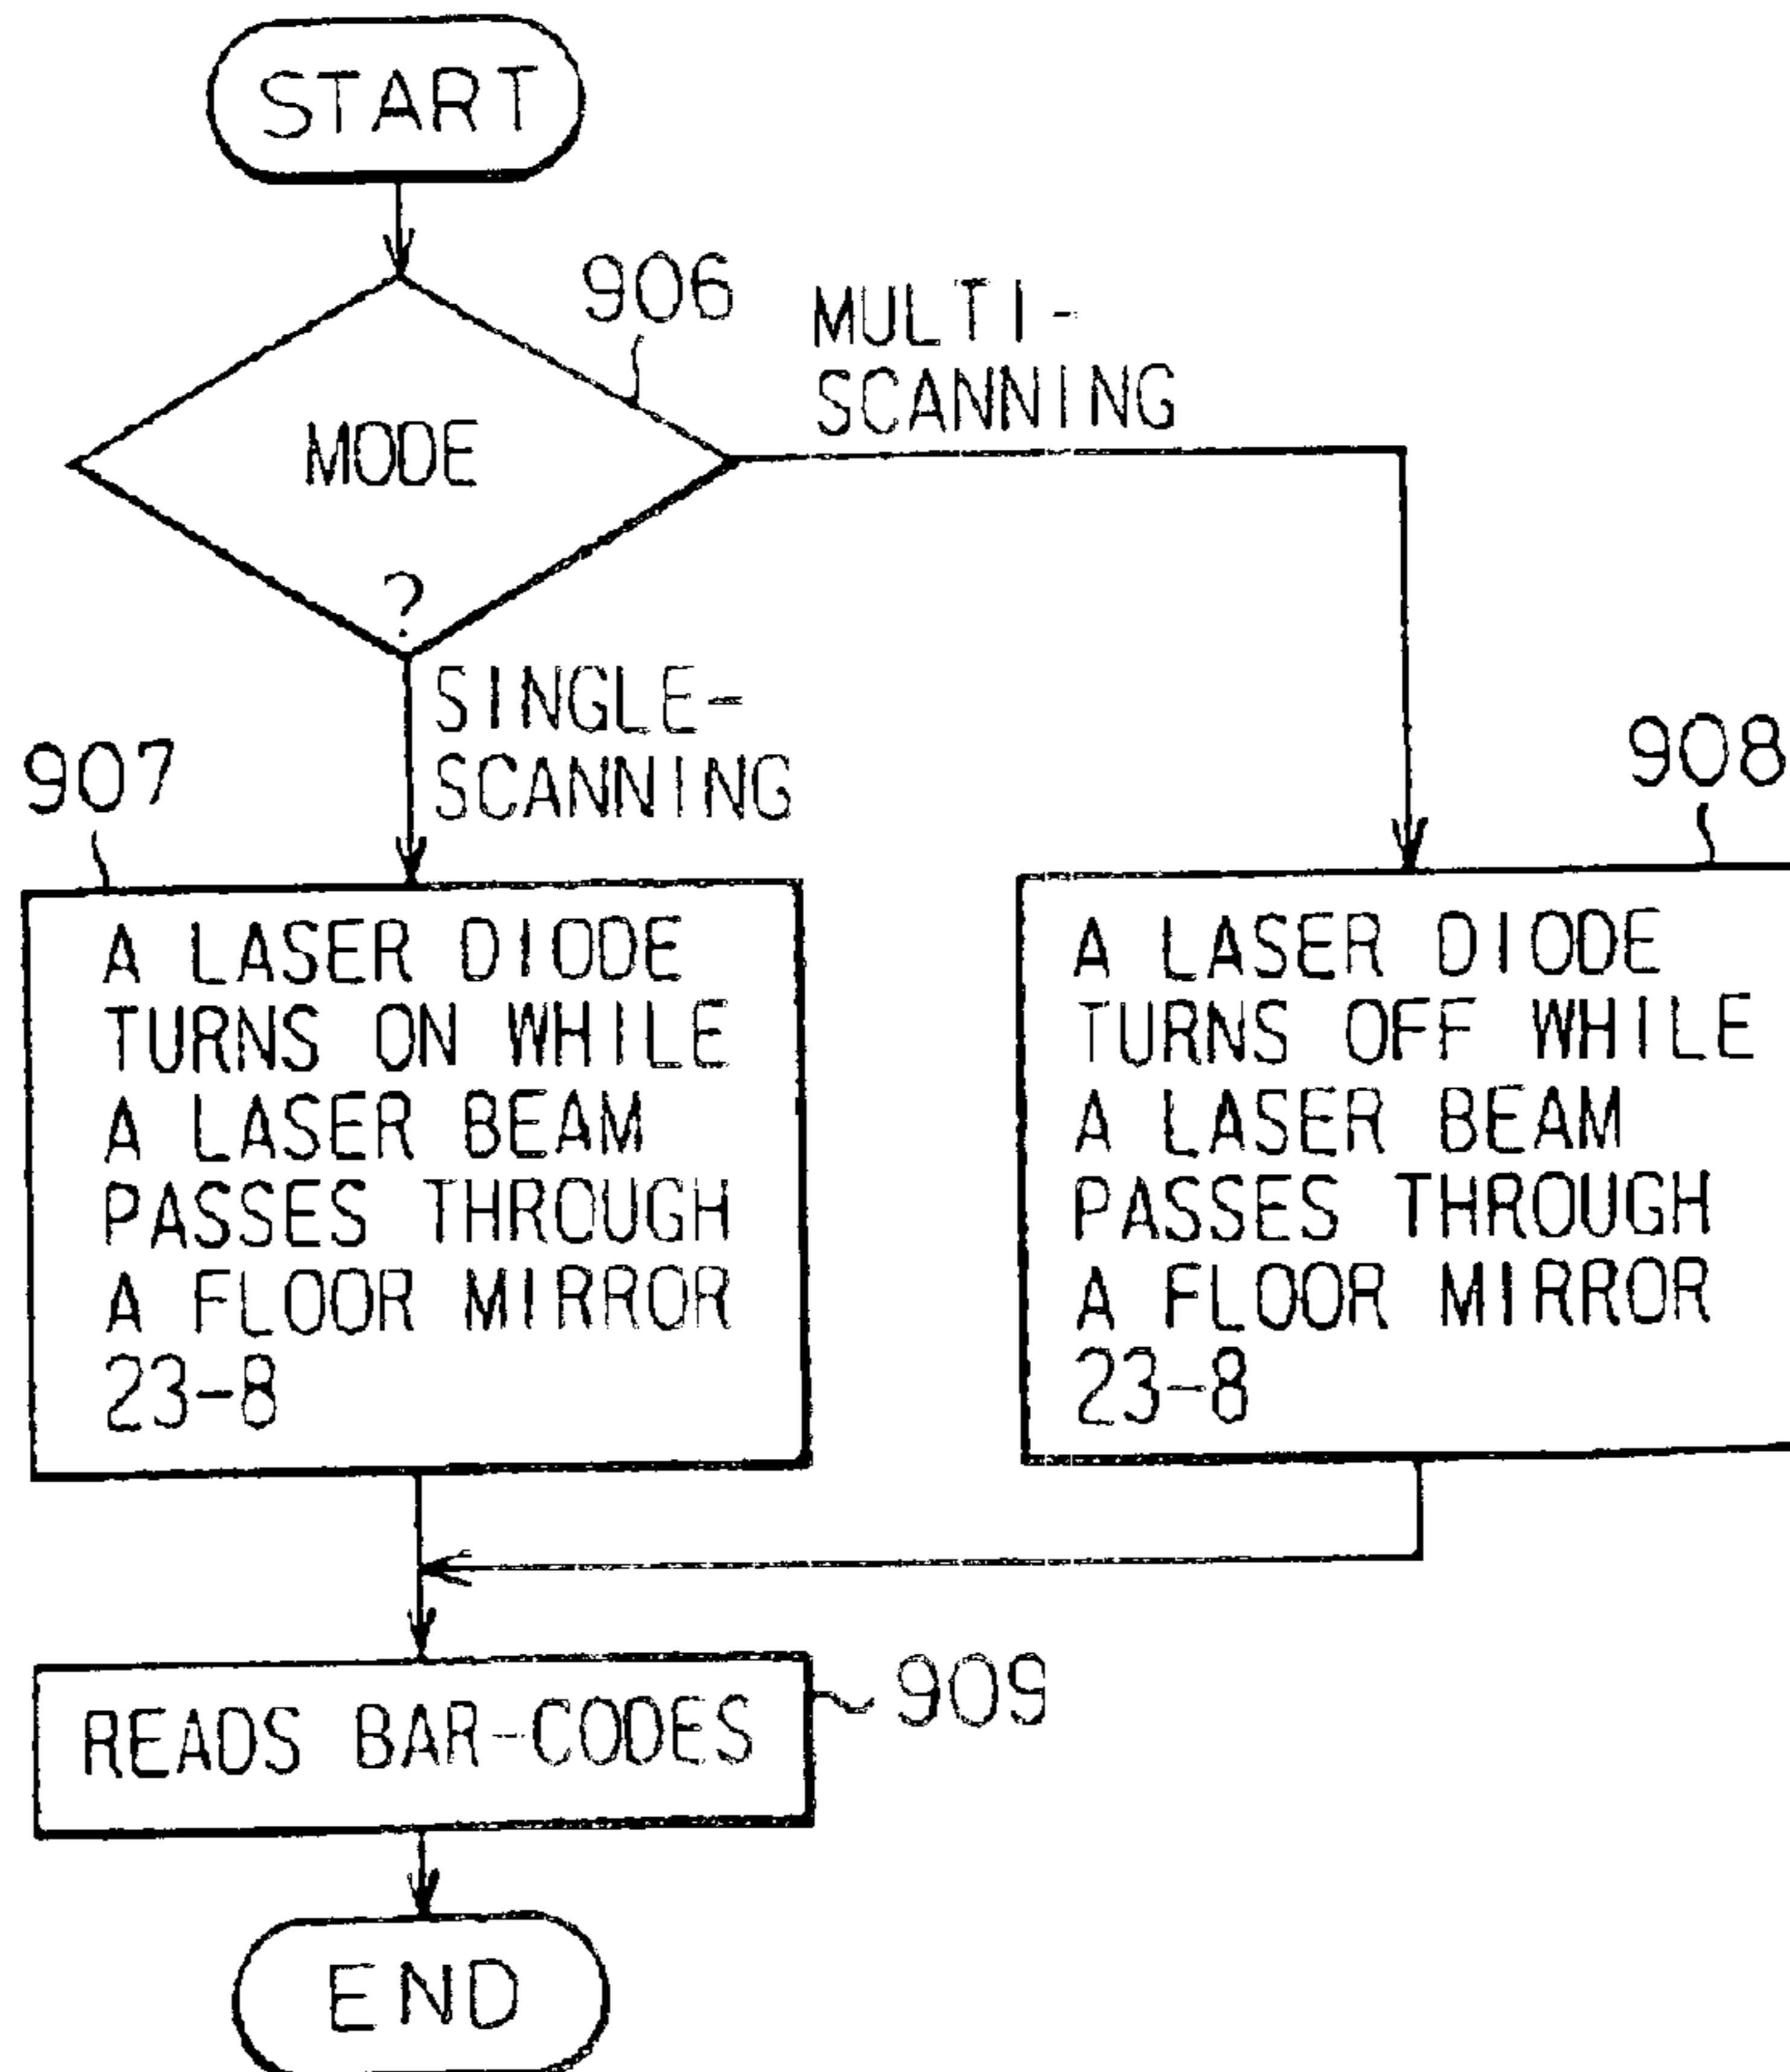 START
906
MULTI-
SCANNING
MODE
?
SINGLE-
SCANNING
907
A LASER DIODE
TURNS ON WHILE
A LASER BEAM
PASSES THROUGH
A FLOOR MIRROR
23-8
908
A LASER DIODE
TURNS OFF WHILE
A LASER BEAM
PASSES THROUGH
A FLOOR MIRROR
23-8
READS BAR-CODES
909
END